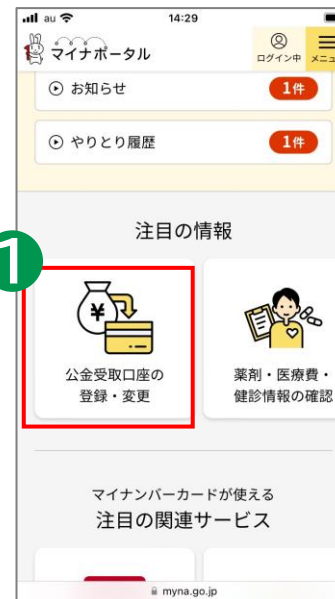 au
14:29
マイナポータル
ログイン中
お知らせ
1件
やりとり履歴
1件
注目の情報
1
¥
公金受取口座の
登録・変更
薬剤・医療費・
健診情報の確認
マイナンバーカードが使える
注目の関連サービス
myna.go.jp